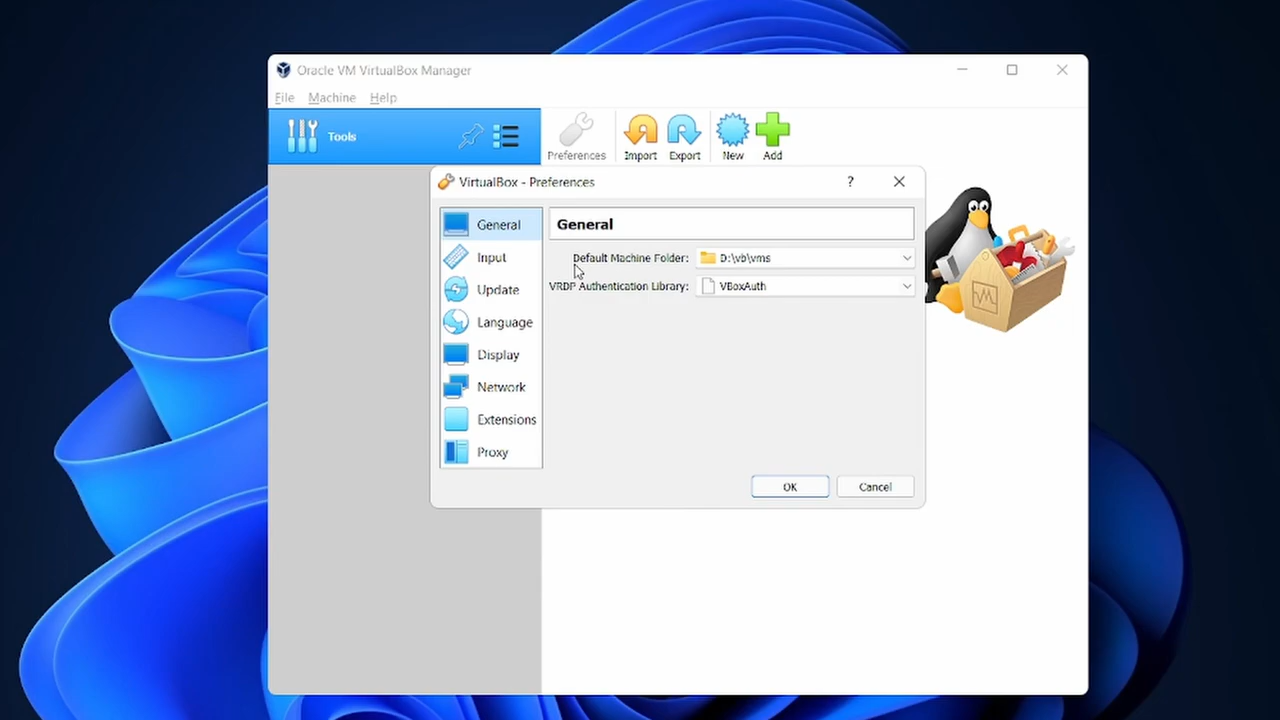 Oracle VM VirtualBox Manager
File Machine Help
Tools
Preferences Import Export New Add
VirtualBox - Preferences ?
General
Input
Update
Language
Display
Network
Extensions
Proxy
General
Default Machine Folder: D:\vb\vms
VRDP Authentication Library: VBoxAuth
OK Cancel